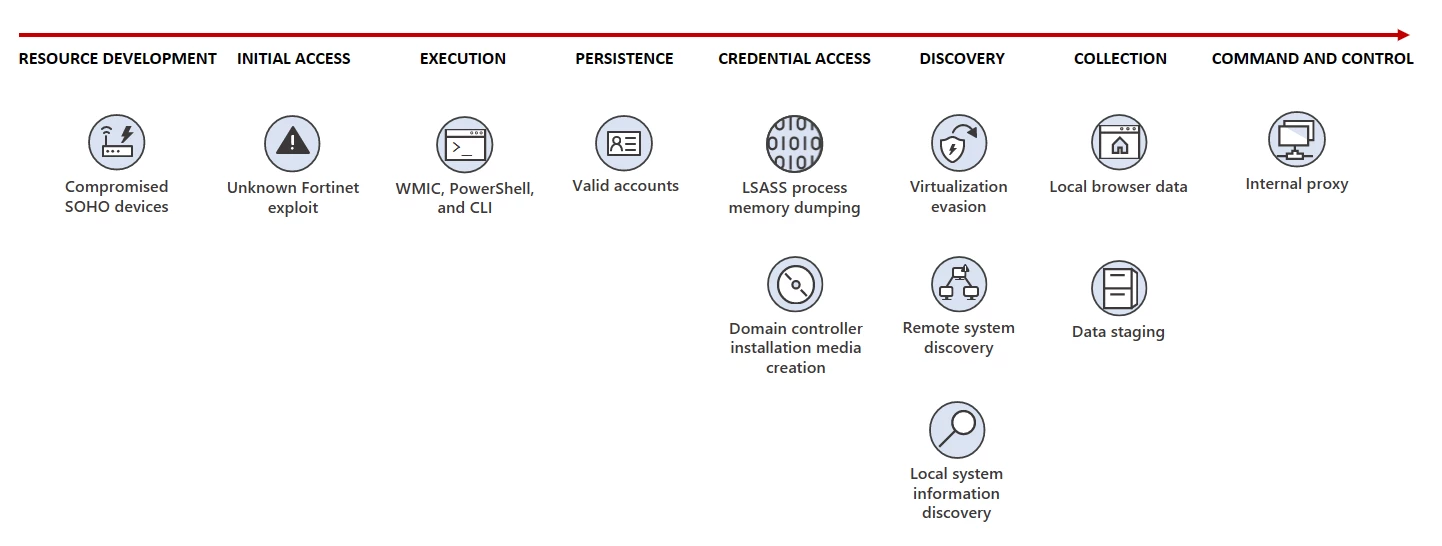 RESOURCE DEVELOPMENT
INITIAL ACCESS
EXECUTION
PERSISTENCE
CREDENTIAL ACCESS
DISCOVERY
COLLECTION
COMMAND AND CONTROL
Compromised
SOHO devices
Unknown Fortinet
exploit
WMIC, PowerShell,
and CLI
Valid accounts
LSASS process
memory dumping
Domain controller
installation media
creation
Virtualization
evasion
Remote system
discovery
Local system
information
discovery
Local browser data
Data staging
Internal proxy